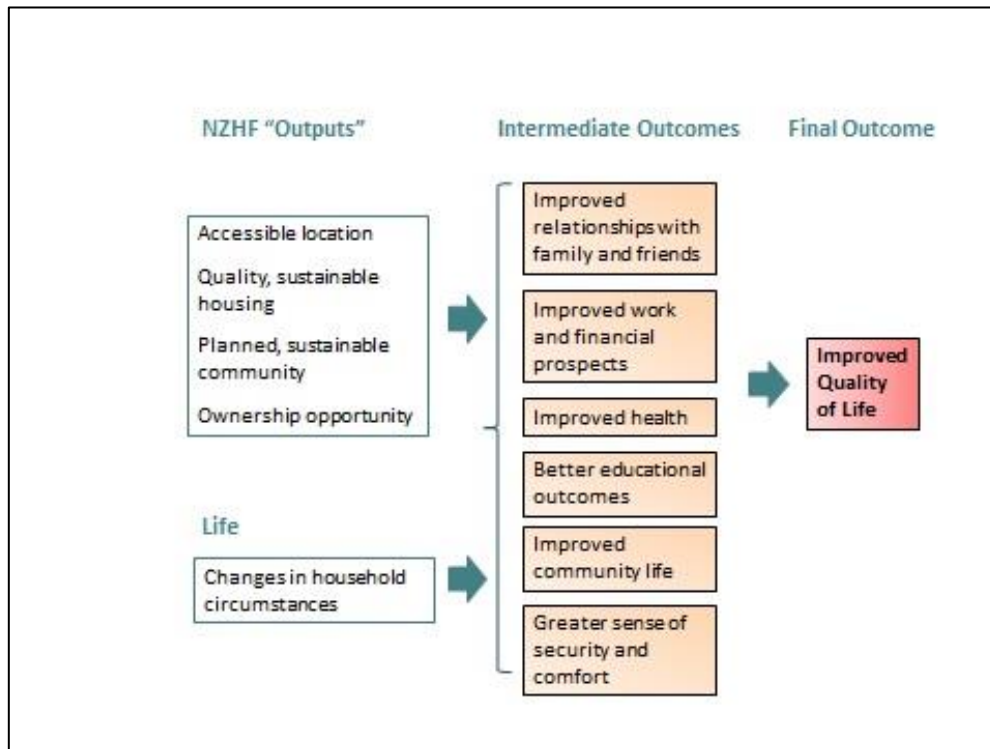 NZHF “Outputs”
Accessible location
Quality, sustainable
housing
Planned, sustainable
community
Ownership opportunity
Life
Changes in household
circumstances
Intermediate Outcomes
Improved
relationships with
family and friends
Improved work
and financial
prospects
Improved health
Better educational
outcomes
Improved
community life
Greater sense of
security and
comfort
Final Outcome
Improved
Quality
of Life